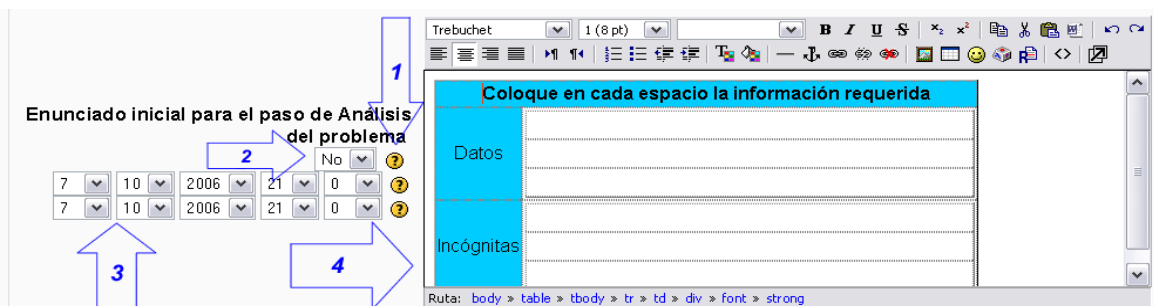 Trebuchet 1 (8 pt) B I U S x₂ x²
1
Enunciado inicial para el paso de Análisis
del problema
2 No ?
7 10 2006 21 0 ?
7 10 2006 21 0 ?
3
4
Coloque en cada espacio la información requerida
Datos
Incógnitas
Ruta: body » table » tbody » tr » td » div » font » strong